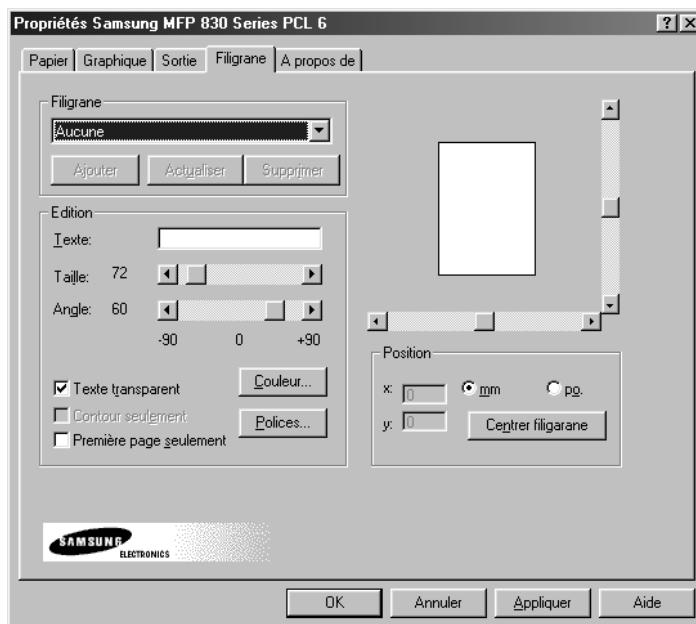 Propriétés Samsung MFP 830 Series PCL 6
Papier Graphique Sortie Filigrane A propos de
Filigrane
Aucune
Ajouter Actualiser Supprimer
Edition
Texte:
Taille: 72
Angle: 60
-90 0 +90
Texte transparent
Couleur...
Contour seulement
Polices...
Première page seulement
Position
x: 0 mm po.
y: 0 Centrer filigarane
SAMSUNG
ELECTRONICS
OK Annuler Appliquer Aide